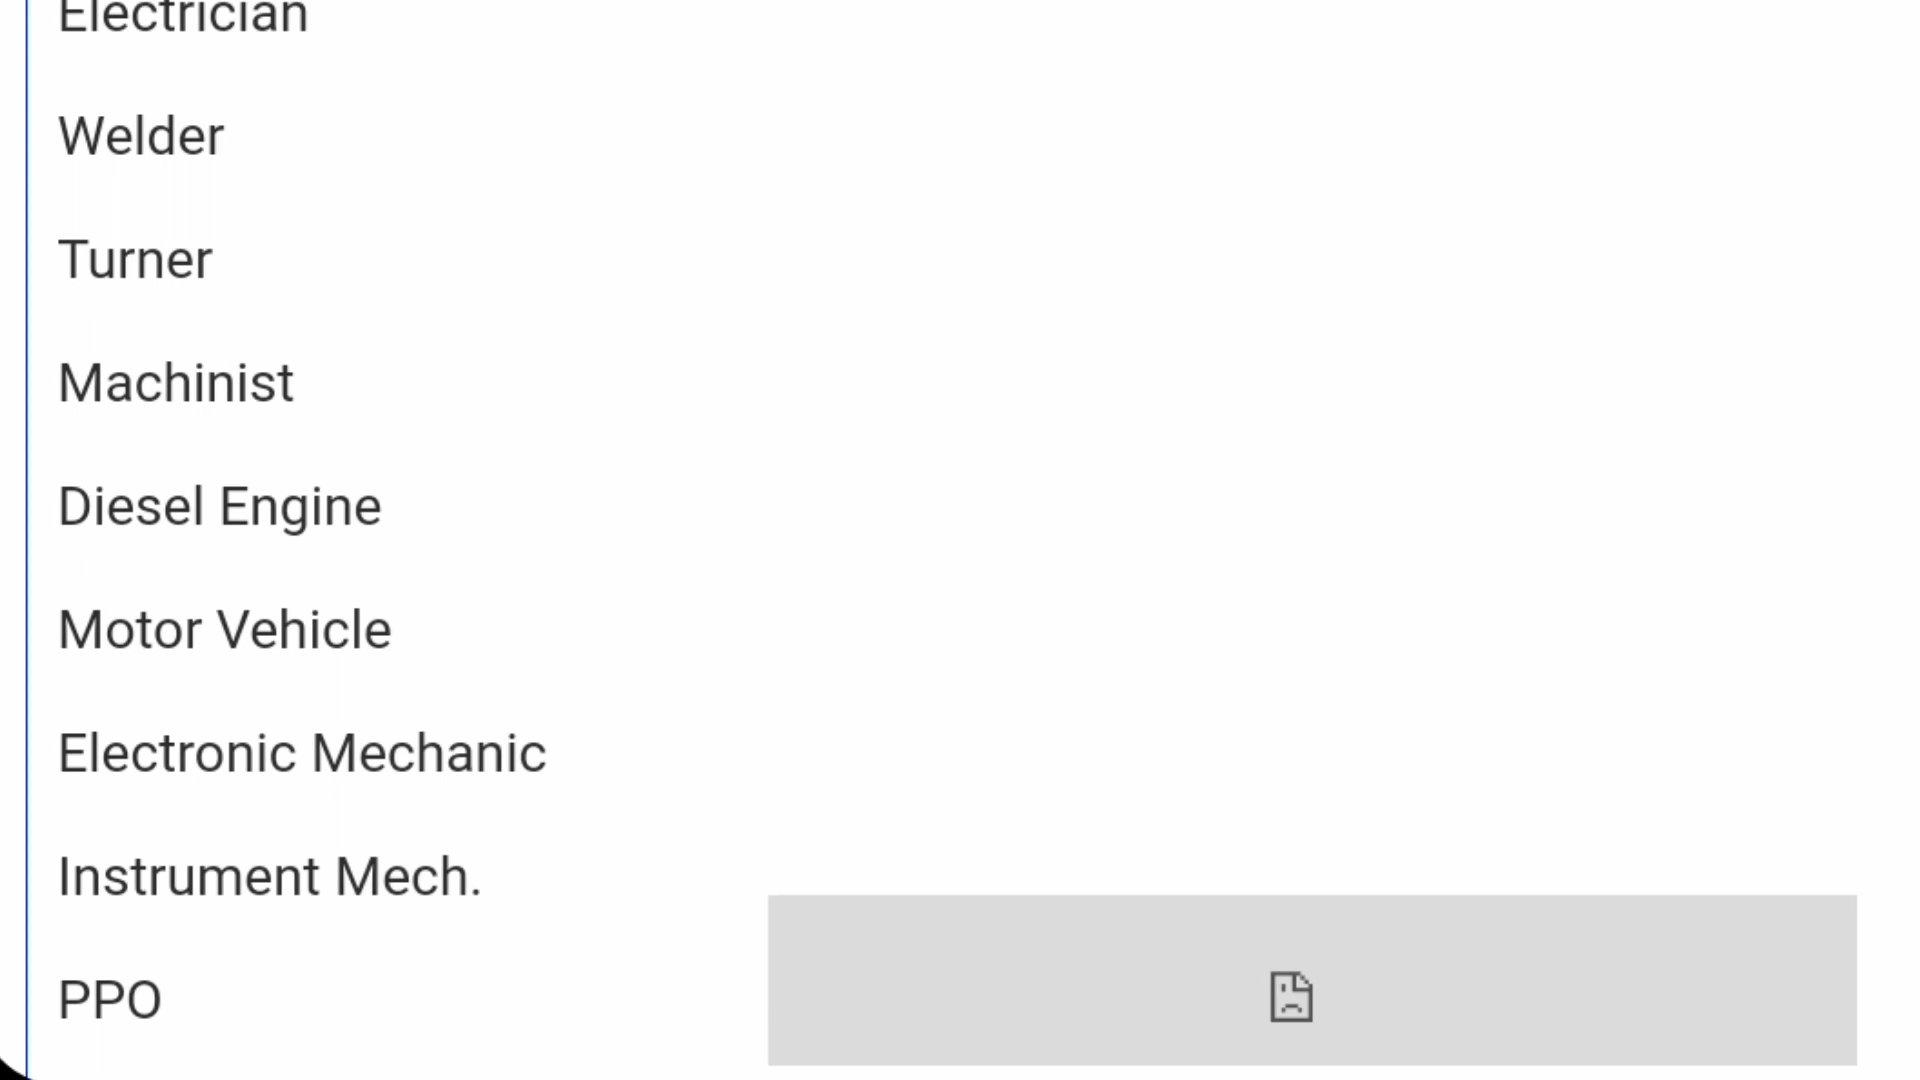 Electrician
Welder
Turner
Machinist
Diesel Engine
Motor Vehicle
Electronic Mechanic
Instrument Mech.
PPO